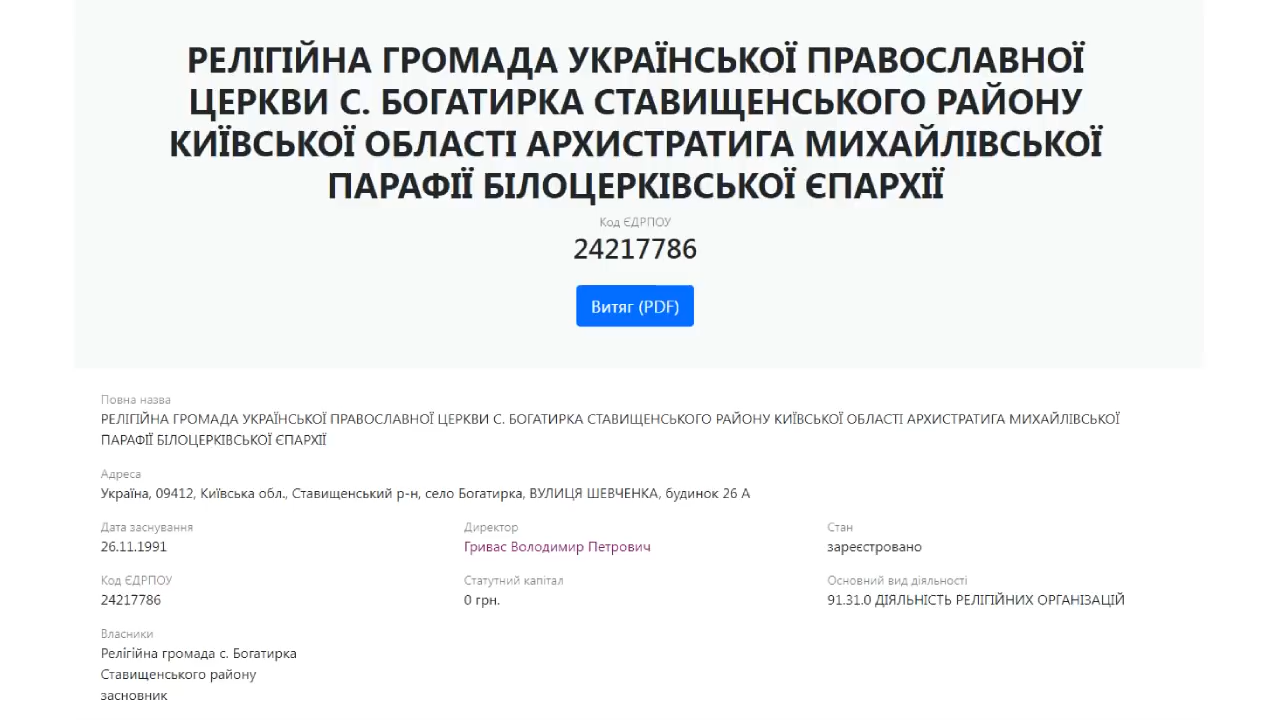 РЕЛІГІЙНА ГРОМАДА УКРАЇНСЬКОЇ ПРАВОСЛАВНОЇ
ЦЕРКВИ С. БОГАТИРКА СТАВИЩЕНСЬКОГО РАЙОНУ
КИЇВСЬКОЇ ОБЛАСТІ АРХИСТРАТИГА МИХАЙЛІВСЬКОЇ
ПАРАФІЇ БІЛОЦЕРКІВСЬКОЇ ЄПАРХІЇ
Код ЄДРПОУ
24217786
Витяг (PDF)
Повна назва
РЕЛІГІЙНА ГРОМАДА УКРАЇНСЬКОЇ ПРАВОСЛАВНОЇ ЦЕРКВИ С. БОГАТИРКА СТАВИЩЕНСЬКОГО РАЙОНУ КИЇВСЬКОЇ ОБЛАСТІ АРХИСТРАТИГА МИХАЙЛІВСЬКОЇ
ПАРАФІЇ БІЛОЦЕРКІВСЬКОЇ ЄПАРХІЇ
Адреса
Україна, 09412, Київська обл., Ставищенський р-н, село Богатирка, ВУЛИЦЯ ШЕВЧЕНКА, будинок 26 А
Дата заснування
26.11.1991
Директор
Гривас Володимир Петрович
Стан
зареєстровано
Код ЄДРПОУ
24217786
Статутний капітал
0 грн.
Основний вид діяльності
91.31.0 ДІЯЛЬНІСТЬ РЕЛІГІЙНИХ ОРГАНІЗАЦІЙ
Власники
Релігійна громада с. Богатирка
Ставищенського району
засновник